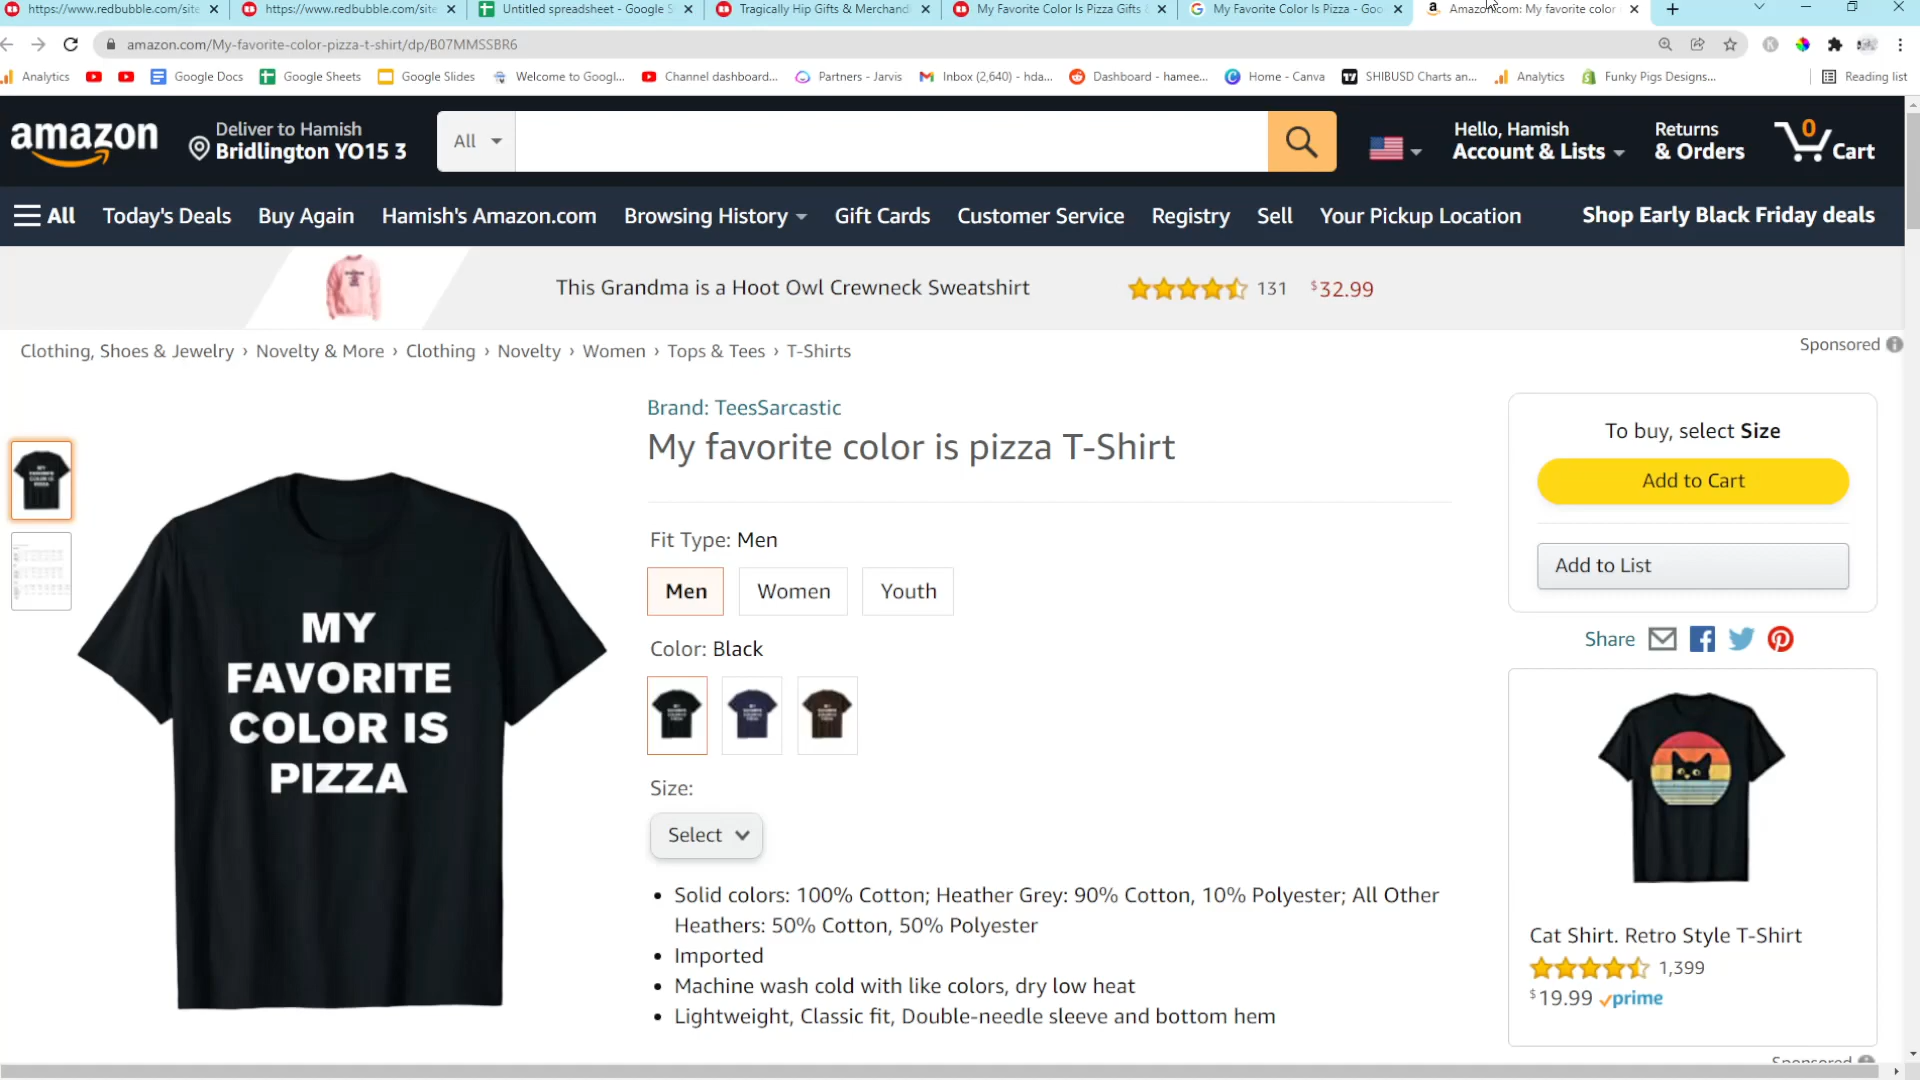 https://www.redbubble.com/site
https://www.redbubble.com/site
Untitled spreadsheet - Google S
Tragically Hip Gifts & Merchand
My Favorite Color Is Pizza Gifts
My Favorite Color Is Pizza - Goo
Amazon.com: My favorite color
amazon.com/My-favorite-color-pizza-t-shirt/dp/B07MMSSBR6
Analytics
Google Docs
Google Sheets
Google Slides
Welcome to Googl...
Channel dashboard...
Partners - Jarvis
Inbox (2,640) - hda...
Dashboard - hamee...
Home - Canva
SHIBUSD Charts an...
Analytics
Funky Pigs Designs...
Reading list
amazon
Deliver to Hamish
Bridlington YO15 3
All
Hello, Hamish
Account & Lists
Returns
& Orders
0
Cart
All
Today's Deals
Buy Again
Hamish's Amazon.com
Browsing History
Gift Cards
Customer Service
Registry
Sell
Your Pickup Location
Shop Early Black Friday deals
This Grandma is a Hoot Owl Crewneck Sweatshirt
131
$32.99
Clothing, Shoes & Jewelry › Novelty & More › Clothing › Novelty › Women › Tops & Tees › T-Shirts
Sponsored
Brand: TeesSarcastic
My favorite color is pizza T-Shirt
Fit Type: Men
Men
Women
Youth
Color: Black
Size:
Select
Solid colors: 100% Cotton; Heather Grey: 90% Cotton, 10% Polyester; All Other
Heathers: 50% Cotton, 50% Polyester
Imported
Machine wash cold with like colors, dry low heat
Lightweight, Classic fit, Double-needle sleeve and bottom hem
MY
FAVORITE
COLOR IS
PIZZA
To buy, select Size
Add to Cart
Add to List
Share
Cat Shirt. Retro Style T-Shirt
1,399
$19.99 prime
Sponsored